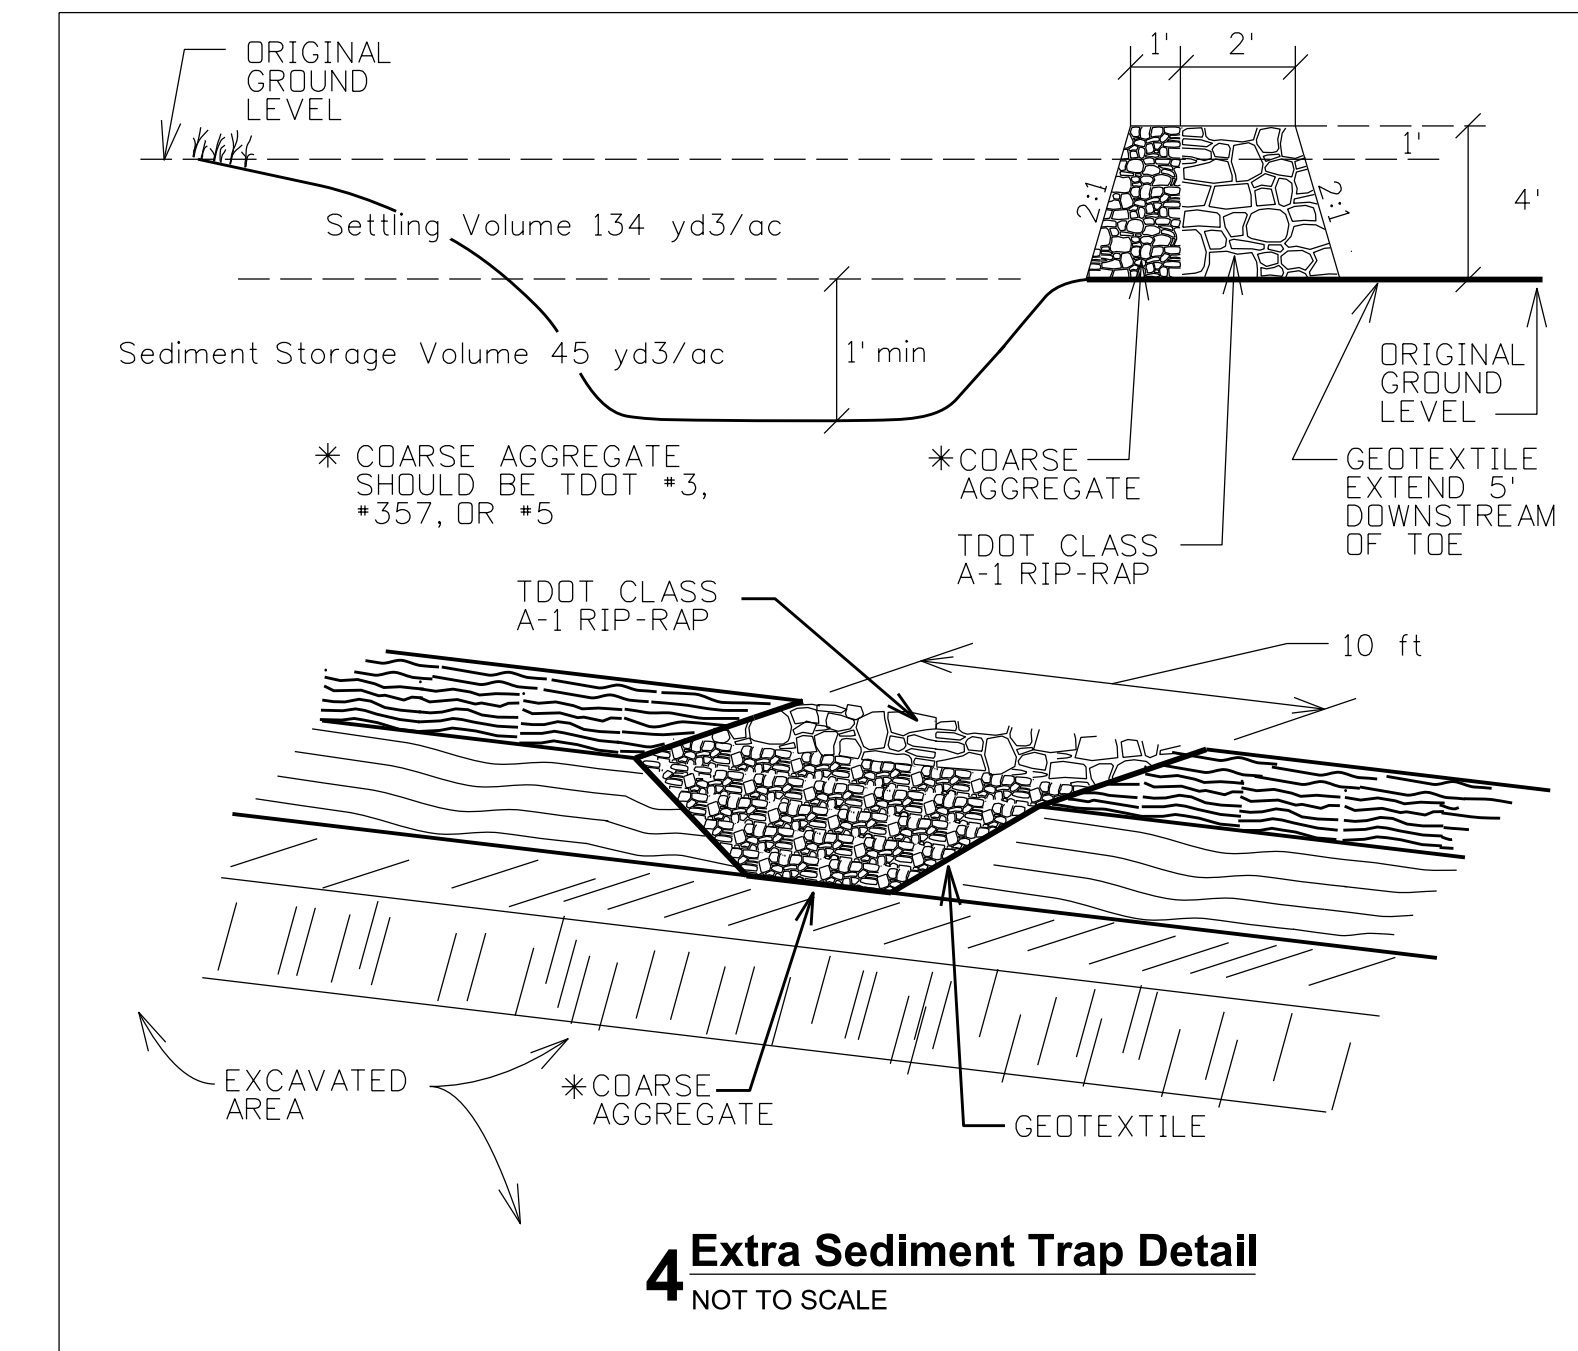 ORIGINAL
GROUND
LEVEL
1'
2'
1'
4'
2:1
2:1
Settling Volume 134 yd3/ac
Sediment Storage Volume 45 yd3/ac
1' min
ORIGINAL
GROUND
LEVEL
* COARSE AGGREGATE
SHOULD BE TDOT #3,
#357, OR #5
* COARSE
AGGREGATE
GEOTEXTILE
EXTEND 5'
DOWNSTREAM
OF TOE
TDOT CLASS
A-1 RIP-RAP
TDOT CLASS
A-1 RIP-RAP
10 ft
EXCAVATED
AREA
* COARSE
AGGREGATE
GEOTEXTILE
4 Extra Sediment Trap Detail
NOT TO SCALE